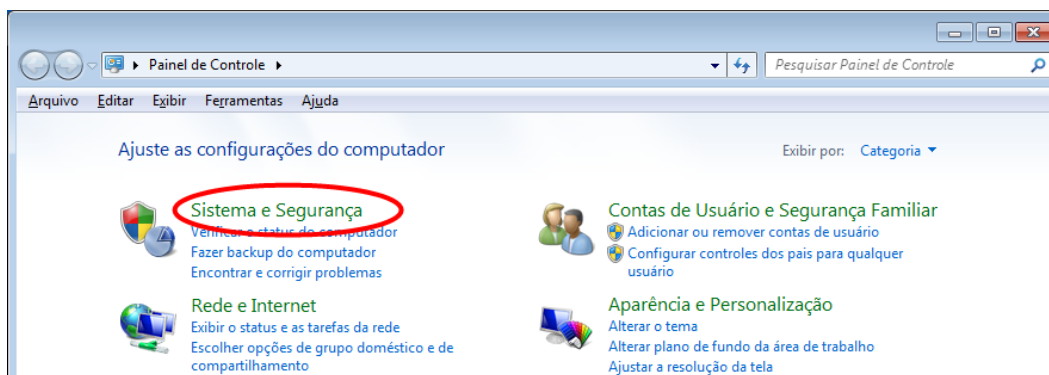 Painel de Controle
Pesquisar Painel de Controle
Arquivo Editar Exibir Ferramentas Ajuda
Ajuste as configurações do computador
Exibir por: Categoria
Sistema e Segurança
Verificar o status do computador
Fazer backup do computador
Encontrar e corrigir problemas
Contas de Usuário e Segurança Familiar
Adicionar ou remover contas de usuário
Configurar controles dos pais para qualquer
usuário
Rede e Internet
Exibir o status e as tarefas da rede
Escolher opções de grupo doméstico e de
compartilhamento
Aparência e Personalização
Alterar o tema
Alterar plano de fundo da área de trabalho
Ajustar a resolução da tela